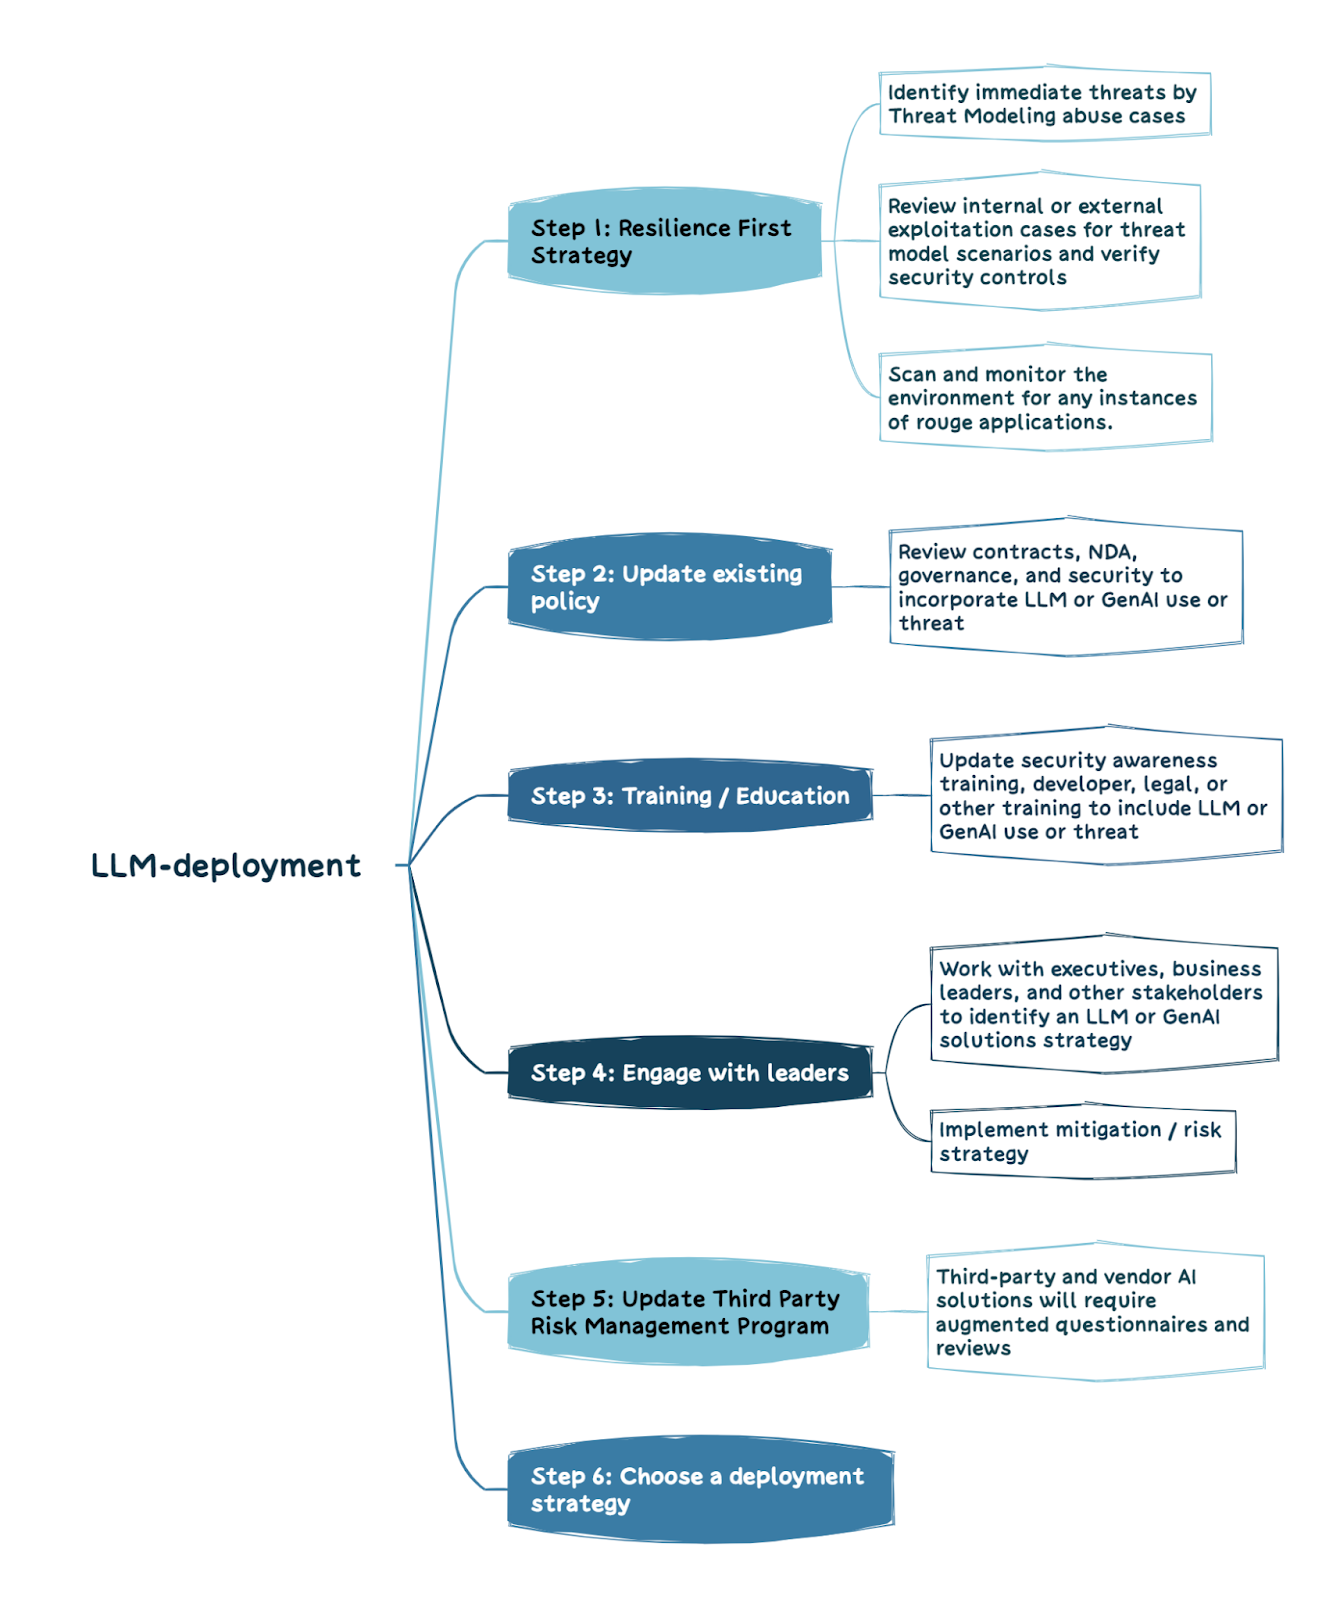 LLM-deployment
Step 1: Resilience First
Strategy
Identify immediate threats by
Threat Modeling abuse cases
Review internal or external
exploitation cases for threat
model scenarios and verify
security controls
Scan and monitor the
environment for any instances
of rouge applications.
Step 2: Update existing
policy
Review contracts, NDA,
governance, and security to
incorporate LLM or GenAI use or
threat
Step 3: Training / Education
Update security awareness
training, developer, legal, or
other training to include LLM or
GenAI use or threat
Step 4: Engage with leaders
Work with executives, business
leaders, and other stakeholders
to identify an LLM or GenAI
solutions strategy
Implement mitigation / risk
strategy
Step 5: Update Third Party
Risk Management Program
Third-party and vendor AI
solutions will require
augmented questionnaires and
reviews
Step 6: Choose a deployment
strategy